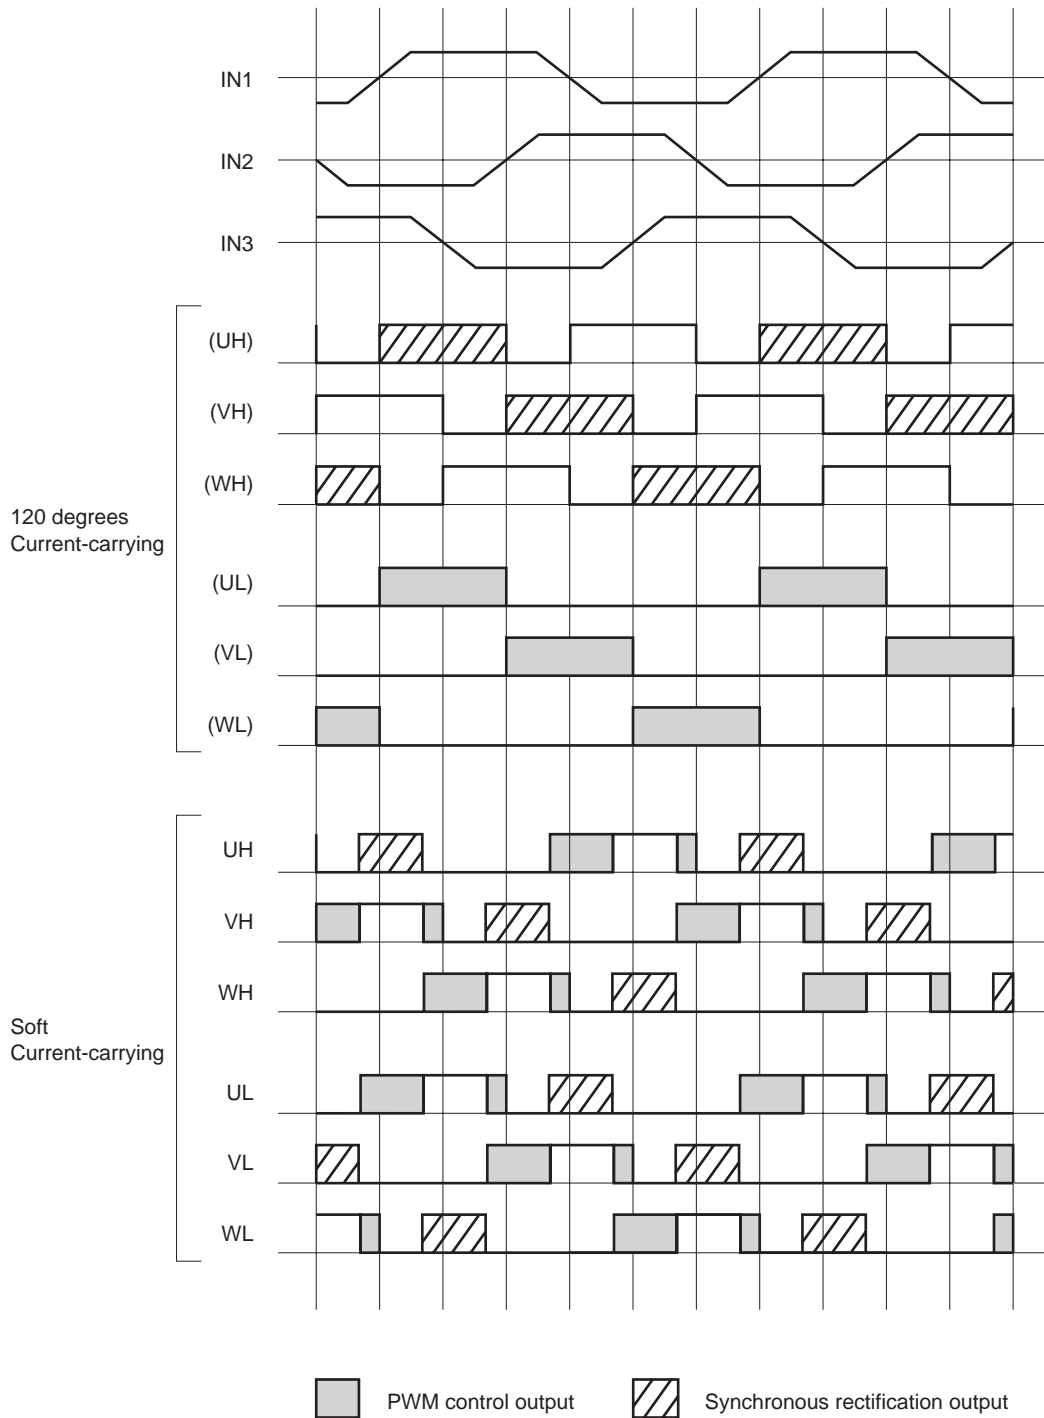 IN1
IN2
IN3
(UH)
(VH)
(WH)
120 degrees
Current-carrying
(UL)
(VL)
(WL)
UH
VH
WH
Soft
Current-carrying
UL
VL
WL
PWM control output
Synchronous rectification output